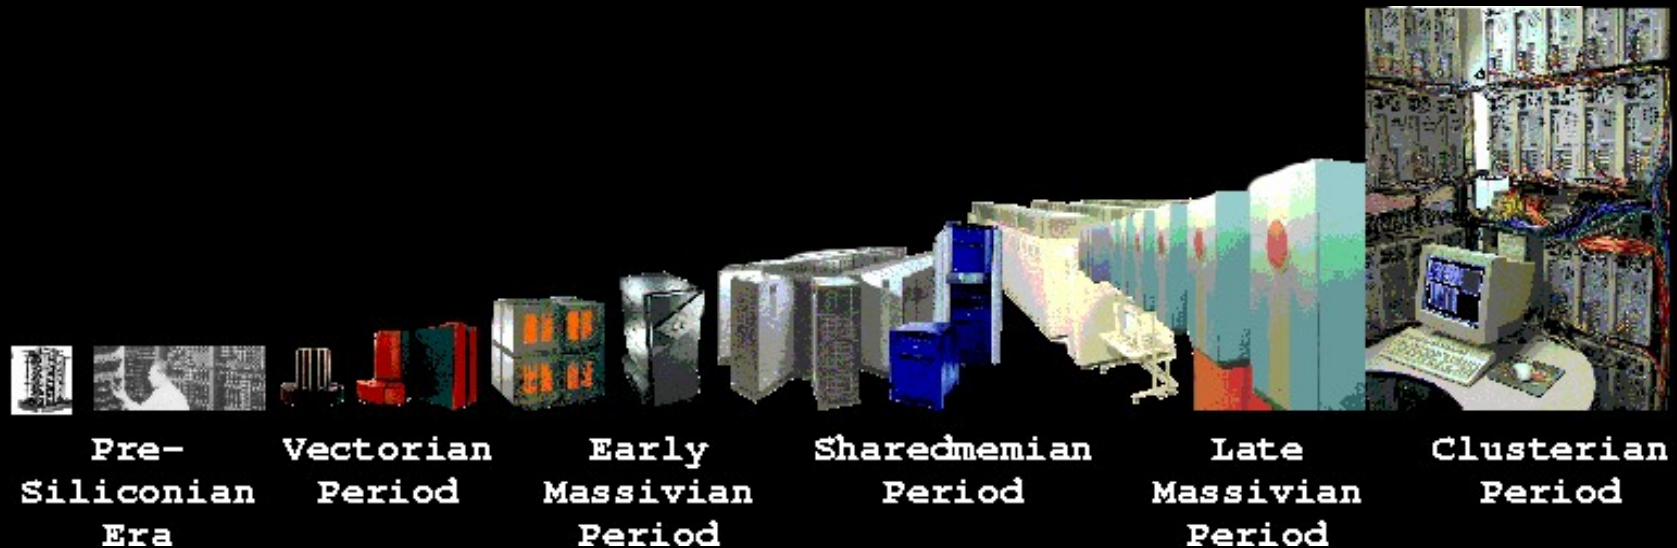 Pre-
Siliconian
Era
Vectorian
Period
Early
Massivian
Period
Sharedmemian
Period
Late
Massivian
Period
Clusterian
Period